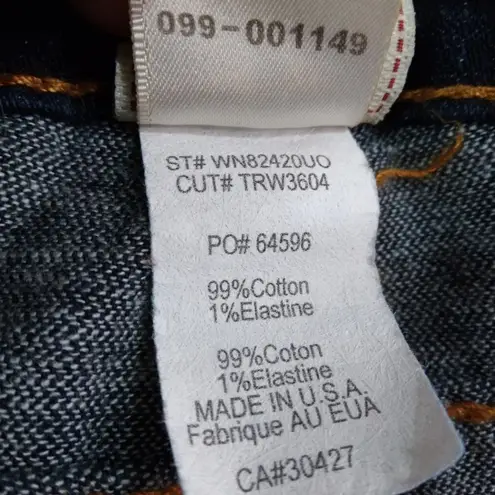 099-001149
ST# WN82420UO
CUT# TRW3604
PO# 64596
99%Cotton
1%Elastine
99%Coton
1%Elastine
MADE IN U.S.A.
Fabrique AU EUA
CA#30427